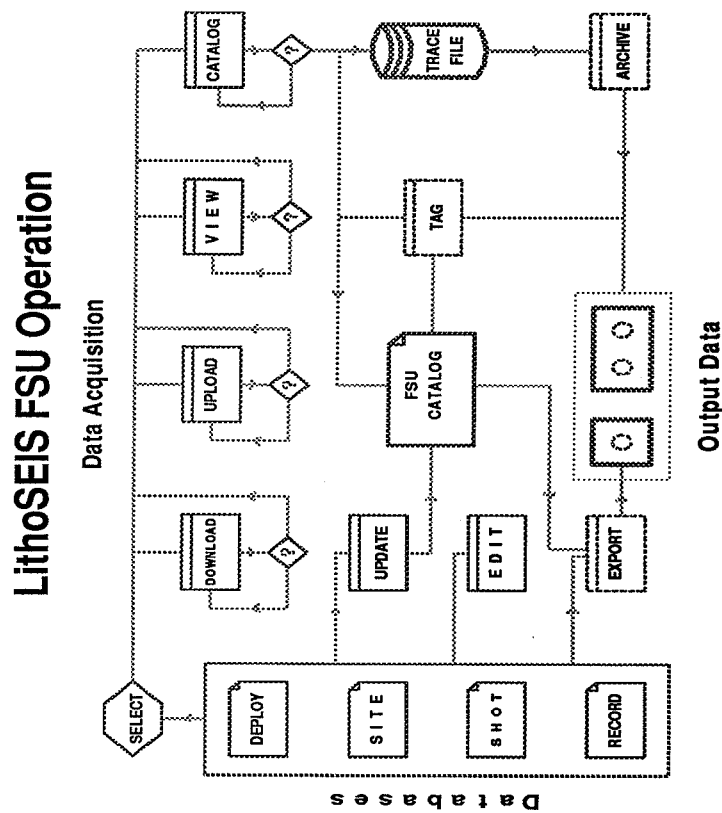 LithoSEIS FSU Operation
Data Acquisition
SELECT
DOWNLOAD
UPLOAD
VIEW
CATALOG
?
?
?
?
Databases
DEPLOY
SITE
SHOT
RECORD
UPDATE
EDIT
EXPORT
FSU
CATALOG
TAG
TRACE
FILE
ARCHIVE
Output Data